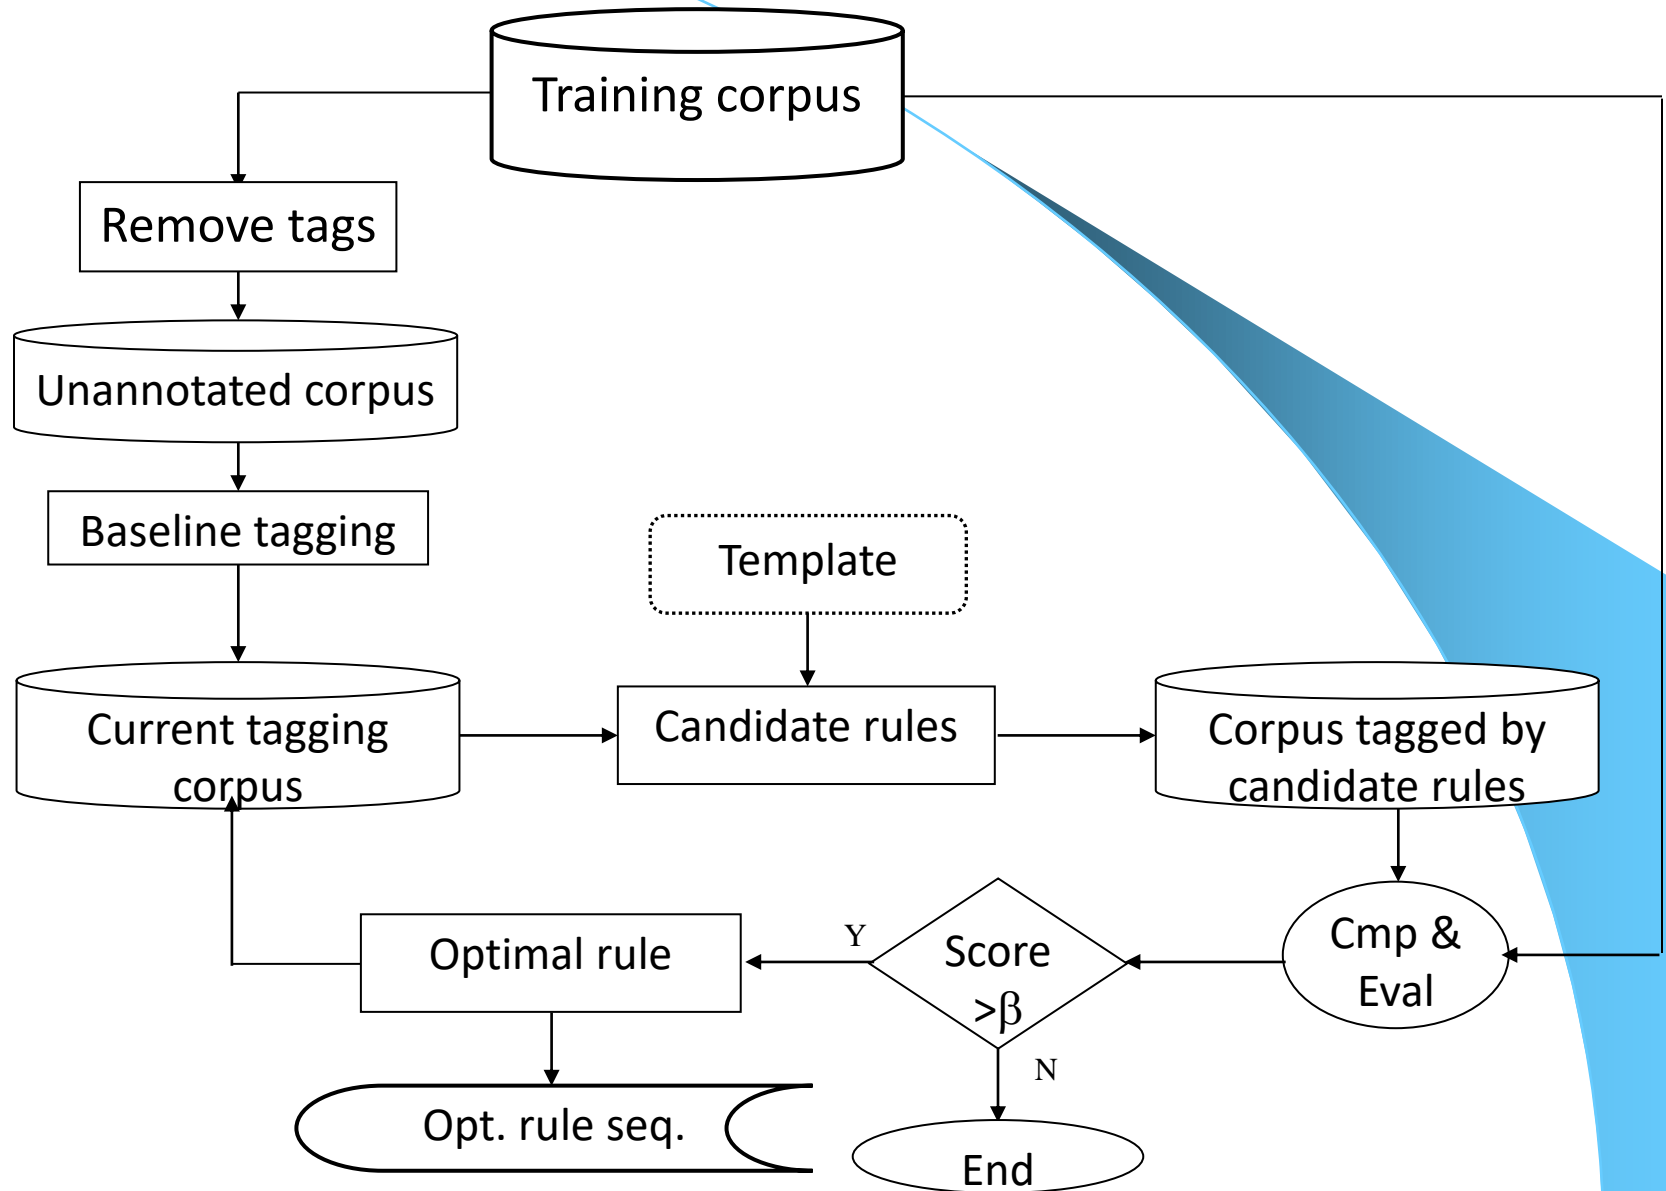 Training corpus
Remove tags
Unannotated corpus
Baseline tagging
Template
Current tagging
corpus
Candidate rules
Corpus tagged by
candidate rules
Optimal rule
Y
Score
>β
Cmp &
Eval
N
Opt. rule seq.
End